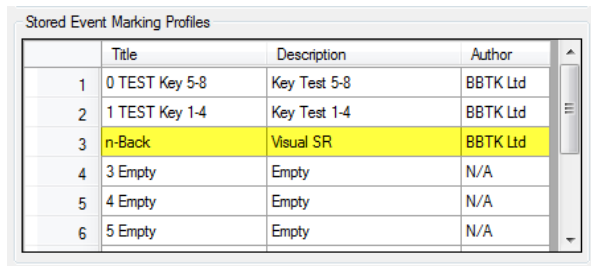 Stored Event Marking Profiles
Title Description Author
1 0 TEST Key 5-8 Key Test 5-8 BBTK Ltd
2 1 TEST Key 1-4 Key Test 1-4 BBTK Ltd
3 n-Back Visual SR BBTK Ltd
4 3 Empty Empty N/A
5 4 Empty Empty N/A
6 5 Empty Empty N/A